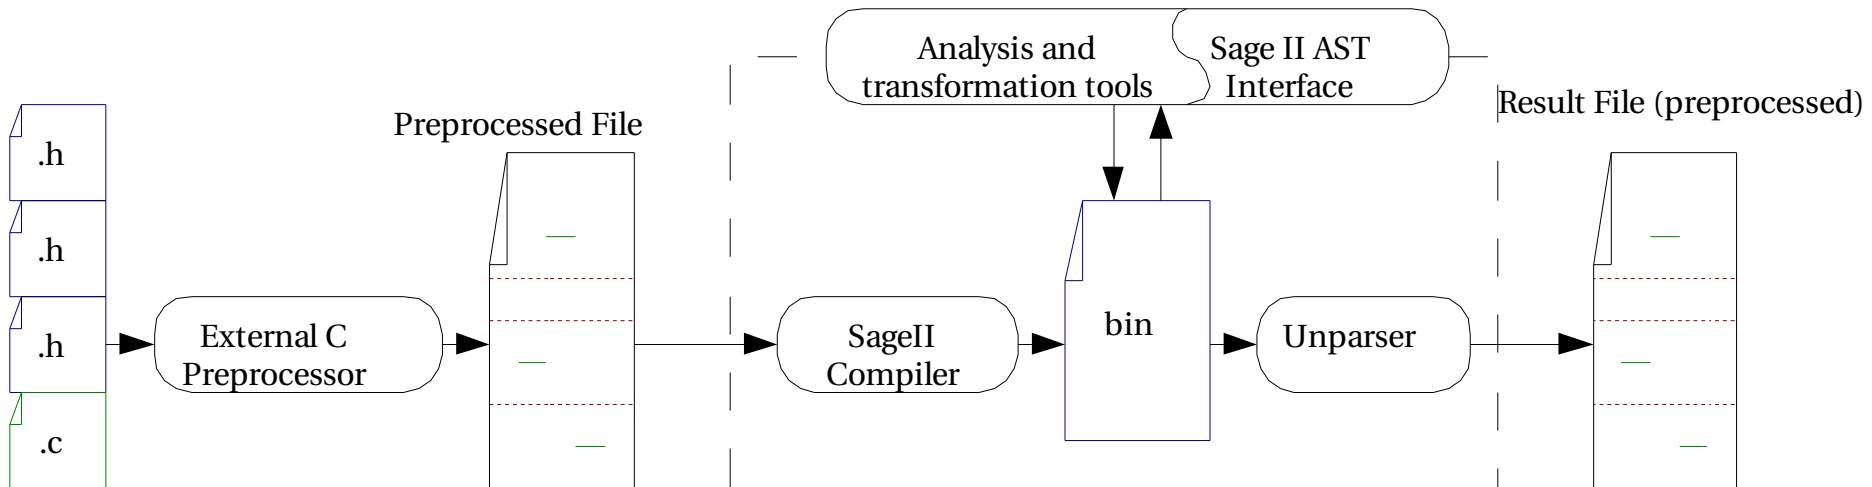 Analysis and
transformation tools
Sage II AST
Interface
Preprocessed File
Result File (preprocessed)
.h
.h
.h
.c
External C
Preprocessor
SageII
Compiler
bin
Unparser